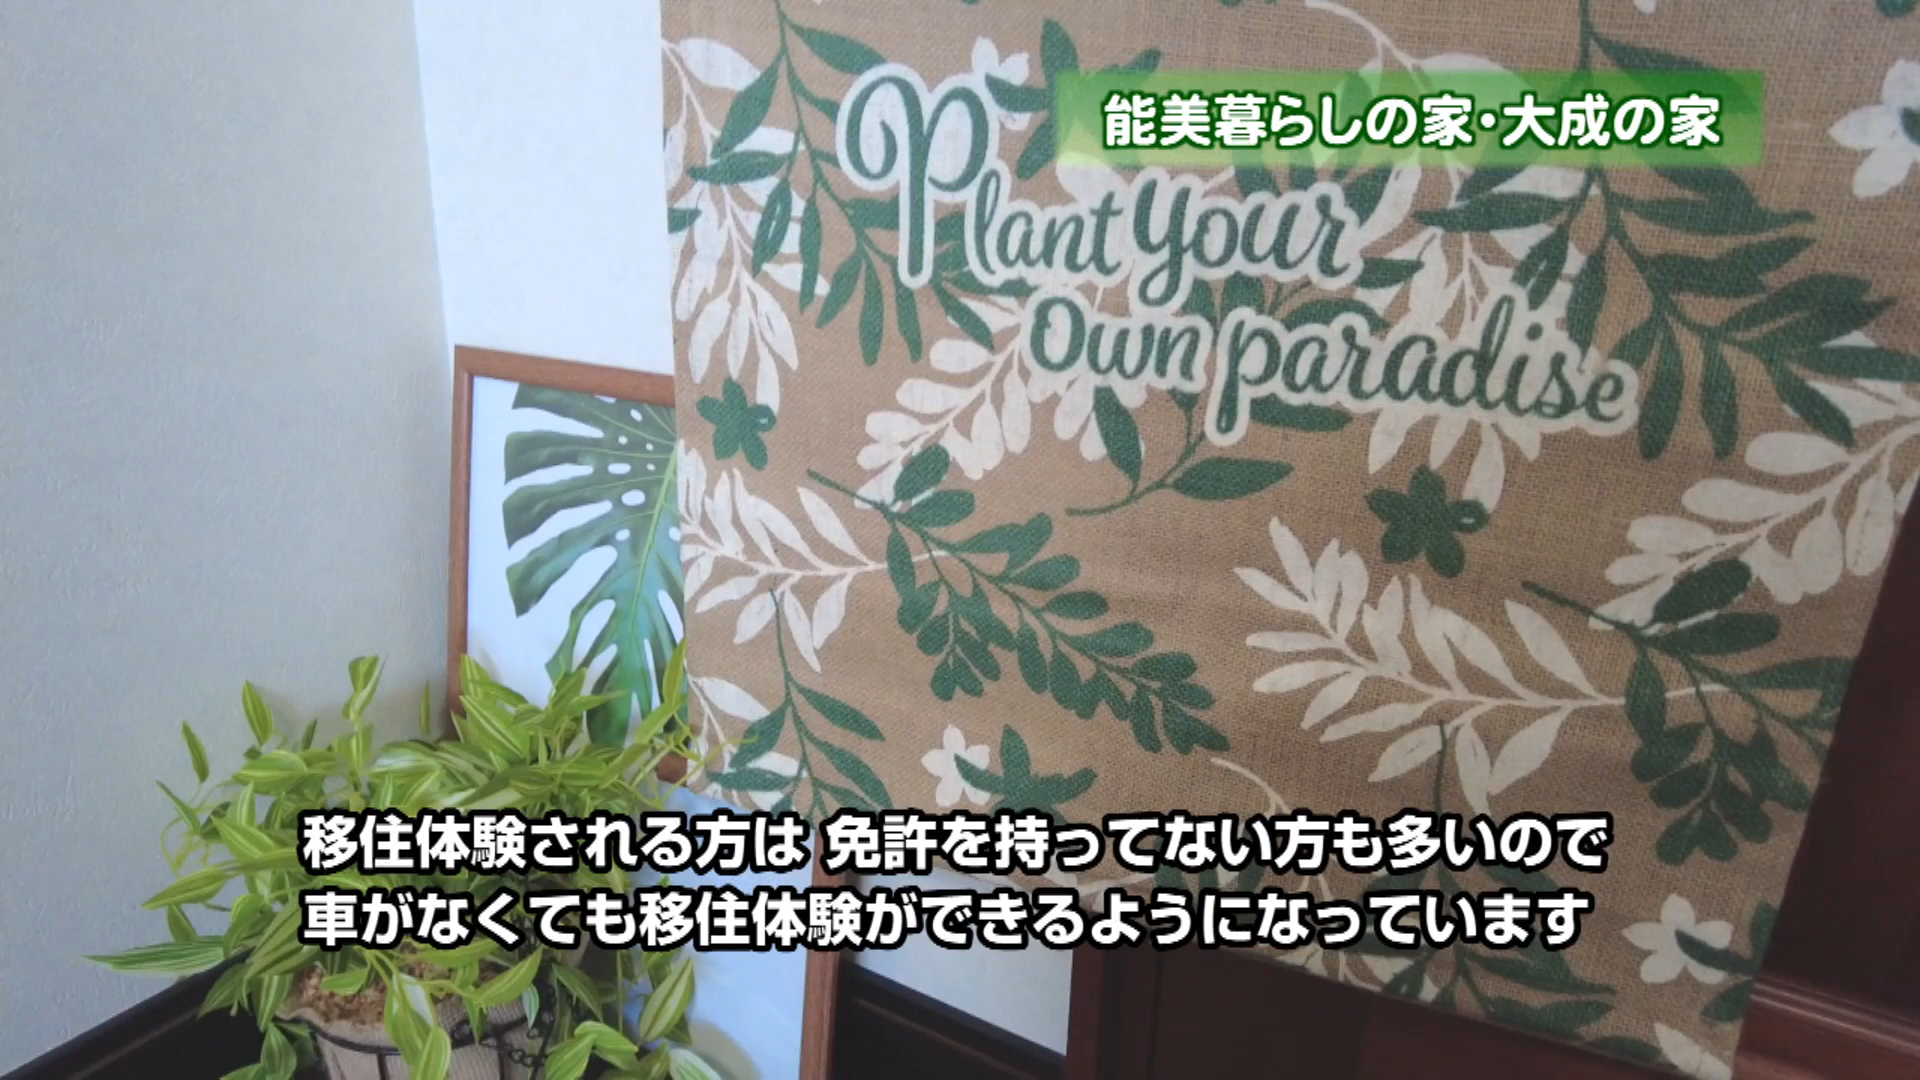 能美暮らしの家・大成の家
Plant your
own paradise
移住体験される方は 免許を持ってない方も多いので
車がなくても移住体験ができるようになっています